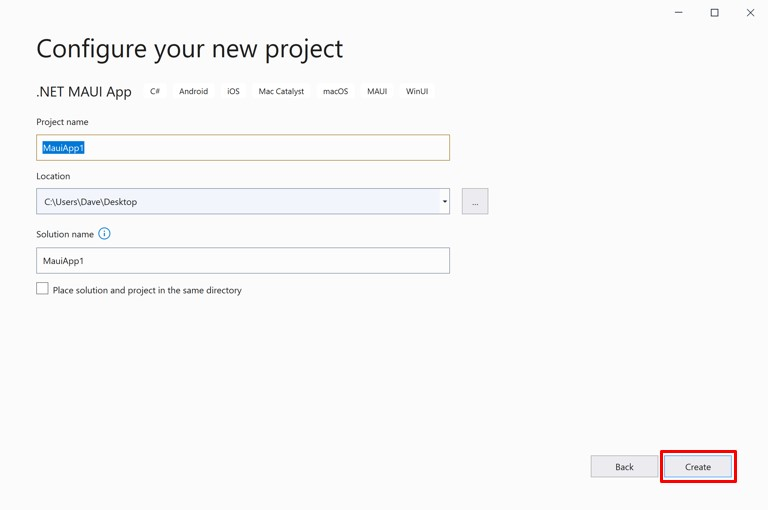 Configure your new project
.NET MAUI App C# Android iOS Mac Catalyst macOS MAUI WinUI
Project name
MauiApp1
Location
C:\Users\Dave\Desktop
...
Solution name
MauiApp1
Place solution and project in the same directory
Back Create